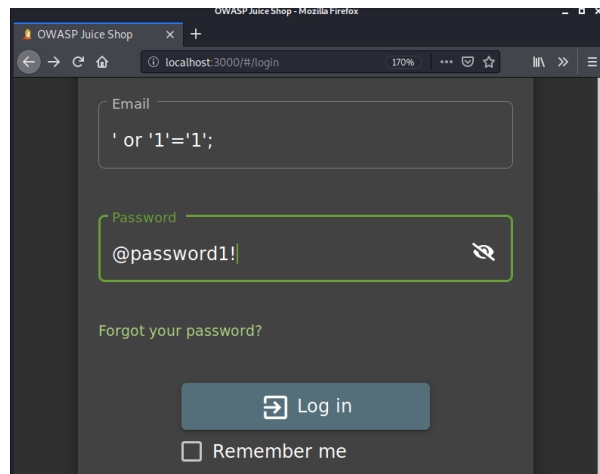 OWASP Juice Shop - Mozilla Firefox
OWASP Juice Shop
localhost:3000/#/login 170%
Email
' or '1'='1';
Password
@password1!
Forgot your password?
Log in
Remember me